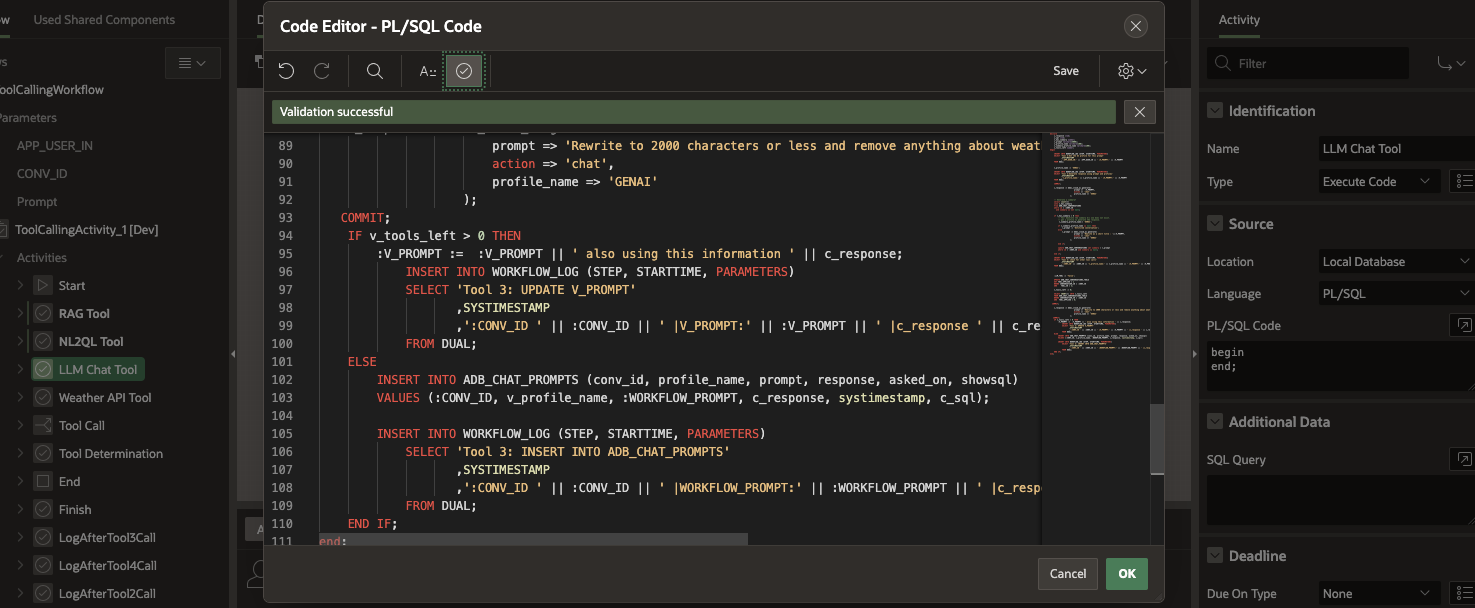 Used Shared Components
Code Editor - PL/SQL Code
Activity
Save
Filter
oolCallingWorkflow
Validation successful
Parameters
Identification
APP_USER_IN
CONV_ID
Prompt
ToolCallingActivity_1 [Dev]
Activities
Start
RAG Tool
NL2QL Tool
LLM Chat Tool
Weather API Tool
Tool Call
Tool Determination
End
Finish
LogAfterTool3Call
LogAfterTool4Call
LogAfterTool2Call
89 prompt => 'Rewrite to 2000 characters or less and remove anything about weat
90 action => 'chat',
91 profile_name => 'GENAI'
92 );
93 COMMIT;
94 IF v_tools_left > 0 THEN
95 :V_PROMPT := :V_PROMPT || ' also using this information ' || c_response;
96 INSERT INTO WORKFLOW_LOG (STEP, STARTTIME, PARAMETERS)
97 SELECT 'Tool 3: UPDATE V_PROMPT'
98 ,SYSTIMESTAMP
99 ,':CONV_ID ' || :CONV_ID || ' |V_PROMPT:' || :V_PROMPT || ' |c_response ' || c_re
100 FROM DUAL;
101 ELSE
102 INSERT INTO ADB_CHAT_PROMPTS (conv_id, profile_name, prompt, response, asked_on, showsql)
103 VALUES (:CONV_ID, v_profile_name, :WORKFLOW_PROMPT, c_response, systimestamp, c_sql);
104
105 INSERT INTO WORKFLOW_LOG (STEP, STARTTIME, PARAMETERS)
106 SELECT 'Tool 3: INSERT INTO ADB_CHAT_PROMPTS'
107 ,SYSTIMESTAMP
108 ,':CONV_ID ' || :CONV_ID || ' |WORKFLOW_PROMPT:' || :WORKFLOW_PROMPT || ' |c_resp
109 FROM DUAL;
110 END IF;
111 end;
Cancel
OK
Name LLM Chat Tool
Type Execute Code
Source
Location Local Database
Language PL/SQL
PL/SQL Code
begin
end;
Additional Data
SQL Query
Deadline
Due On Type None